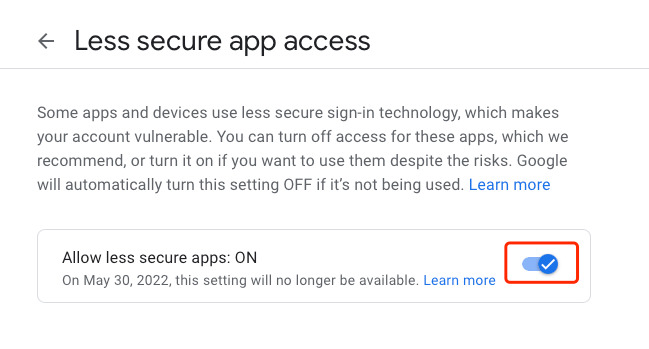 Less secure app access
Some apps and devices use less secure sign-in technology, which makes
your account vulnerable. You can turn off access for these apps, which we
recommend, or turn it on if you want to use them despite the risks. Google
will automatically turn this setting OFF if it’s not being used. Learn more
Allow less secure apps: ON
On May 30, 2022, this setting will no longer be available. Learn more